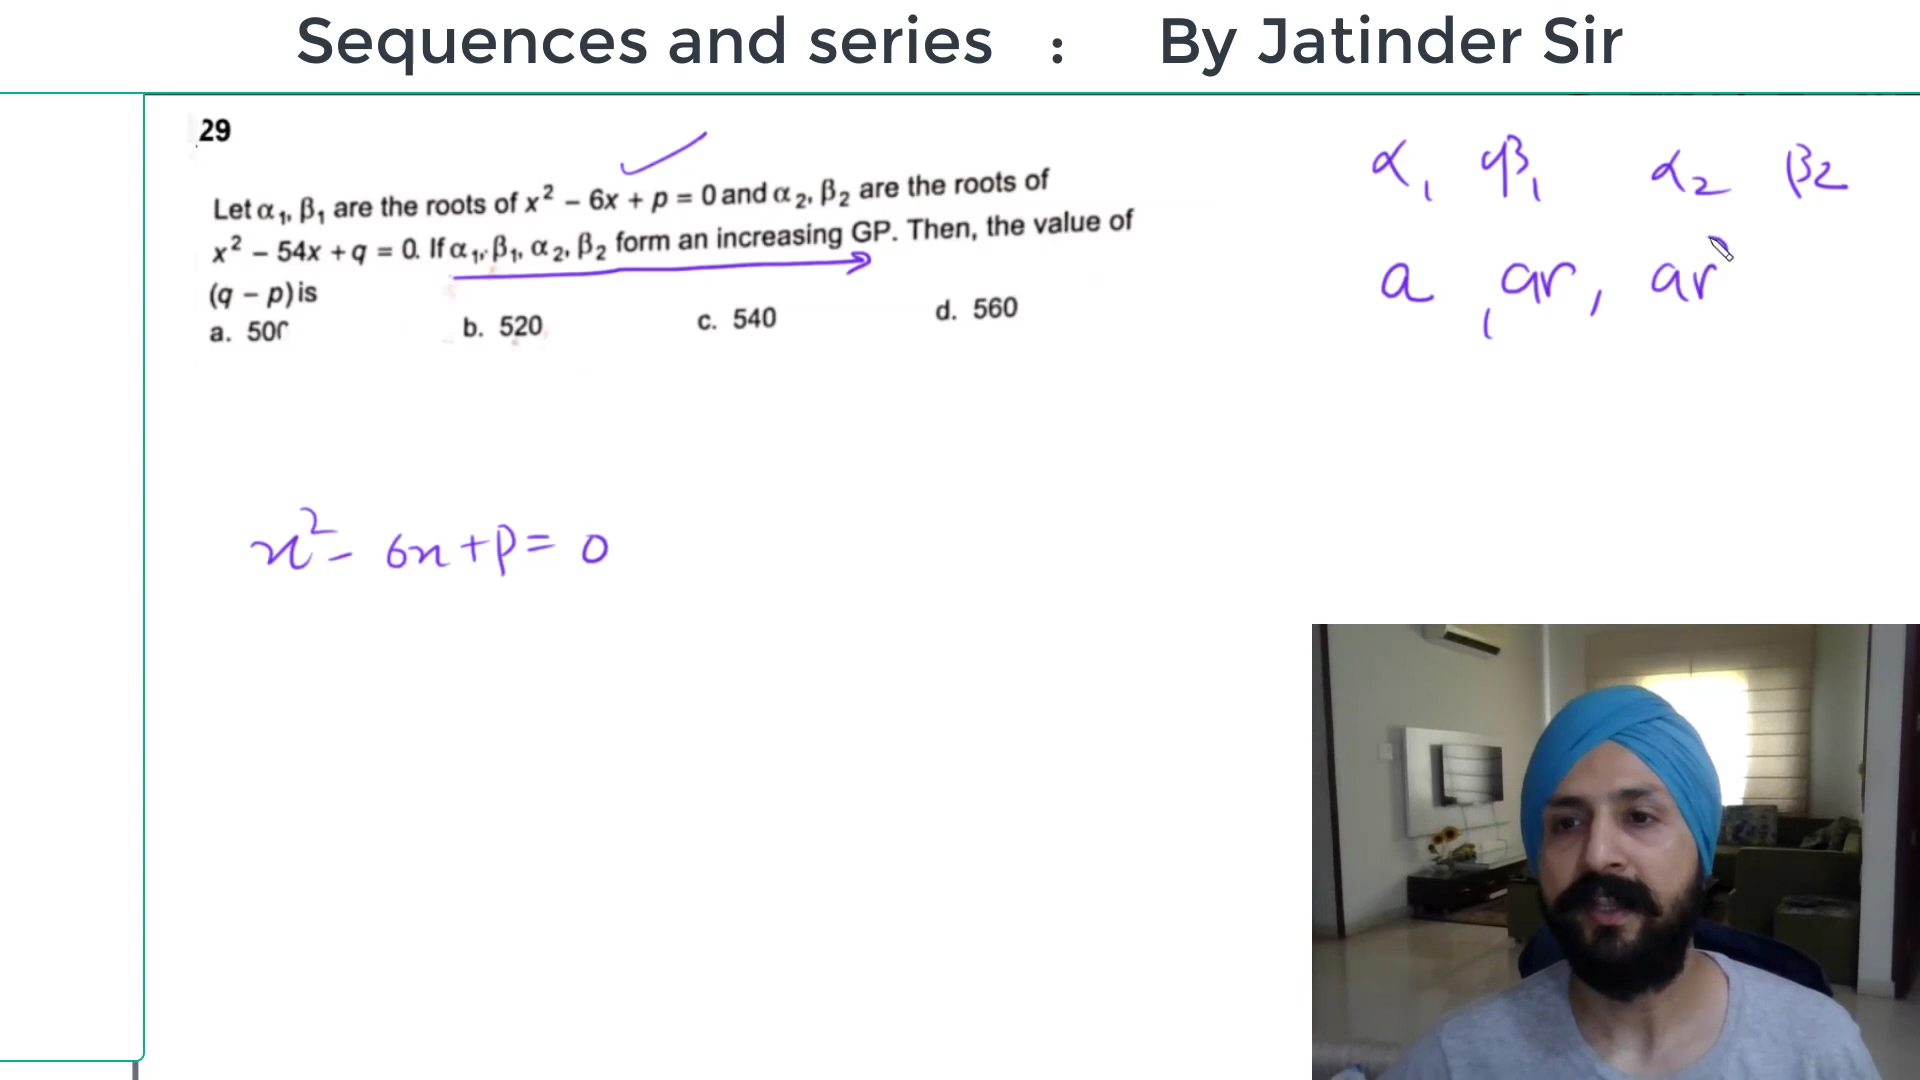 Sequences and series : By Jatinder Sir
29
Let α₁, β₁ are the roots of x² – 6x + p = 0 and α₂, β₂ are the roots of
x² – 54x + q = 0. If α₁, β₁, α₂, β₂ form an increasing GP. Then, the value of
(q – p) is
a. 500 b. 520 c. 540 d. 560
α₁ β₁ α₂ β₂
a, ar, ar
x² - 6x + p = 0